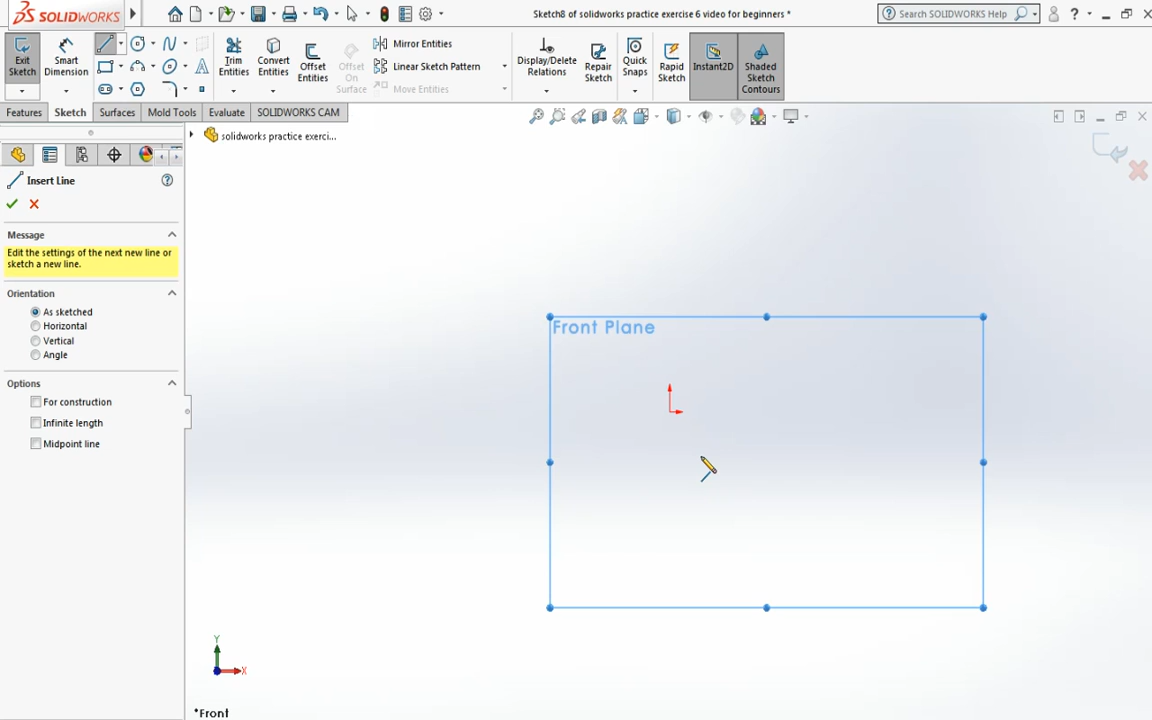 SOLIDWORKS
Sketch8 of solidworks practice exercise 6 video for beginners *
Search SOLIDWORKS Help
Exit Sketch
Smart Dimension
Trim Entities
Convert Entities
Offset Entities
Offset On Surface
Mirror Entities
Linear Sketch Pattern
Move Entities
Display/Delete Relations
Repair Sketch
Quick Snaps
Rapid Sketch
Instant2D
Shaded Sketch Contours
Features
Sketch
Surfaces
Mold Tools
Evaluate
SOLIDWORKS CAM
solidworks practice exerci...
Insert Line
Message
Edit the settings of the next new line or
sketch a new line.
Orientation
As sketched
Horizontal
Vertical
Angle
Options
For construction
Infinite length
Midpoint line
Front Plane
Y
X
*Front